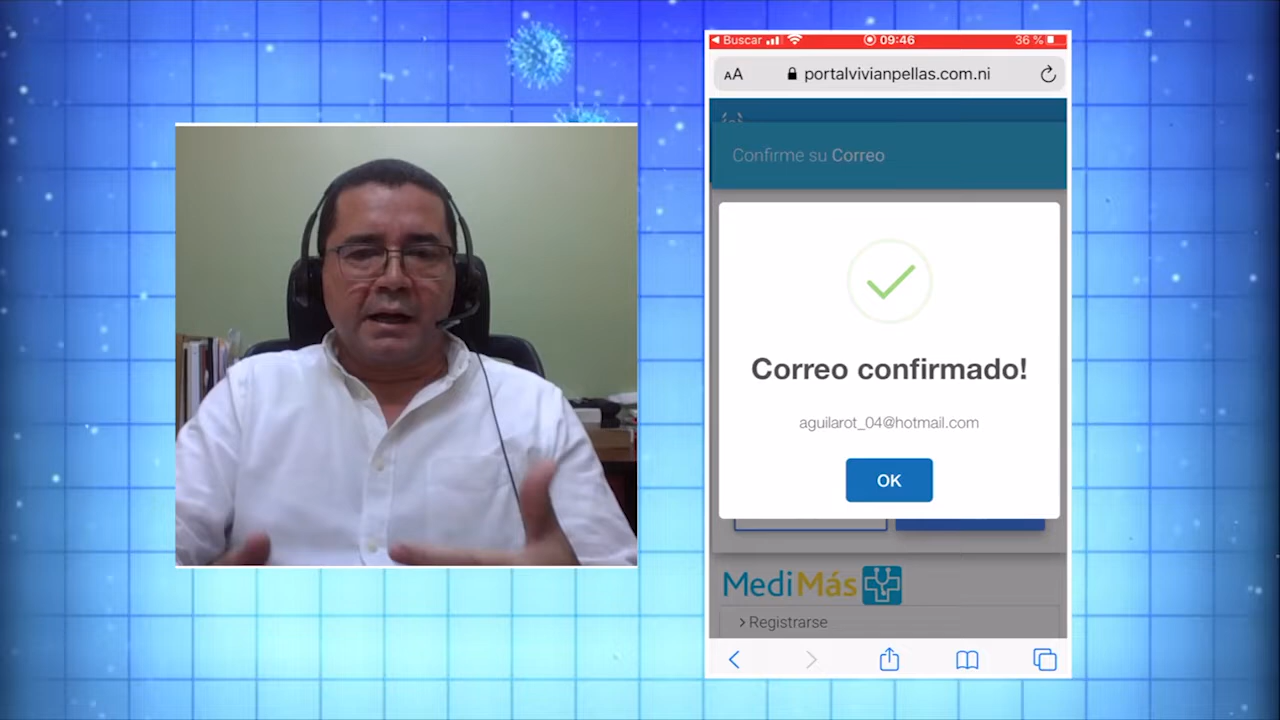 Buscar 09:46 36 %
AA portalvivianpellas.com.ni
Confirme su Correo
Correo confirmado!
aguilarot_04@hotmail.com
OK
MediMás
Registrarse